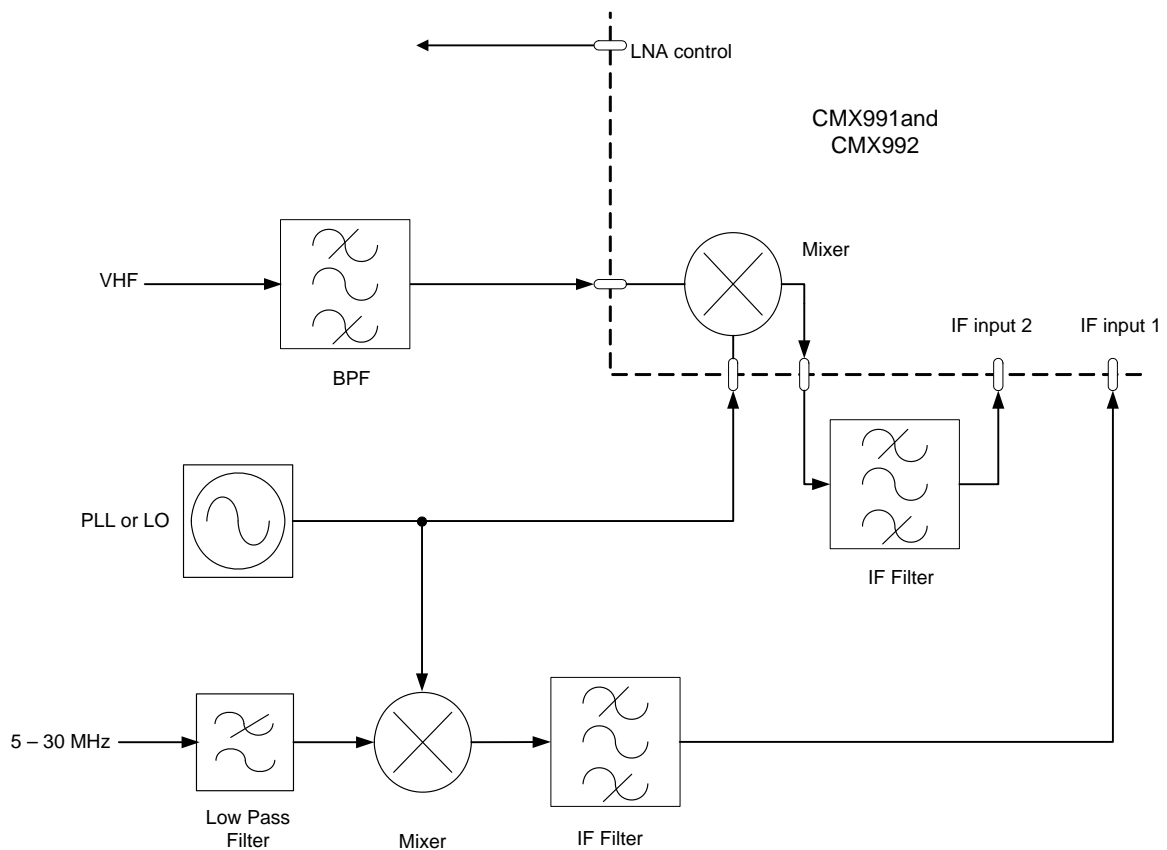 LNA control
CMX991and
CMX992
Mixer
VHF
BPF
IF input 2
IF input 1
PLL or LO
IF Filter
5 – 30 MHz
Low Pass
Filter
Mixer
IF Filter